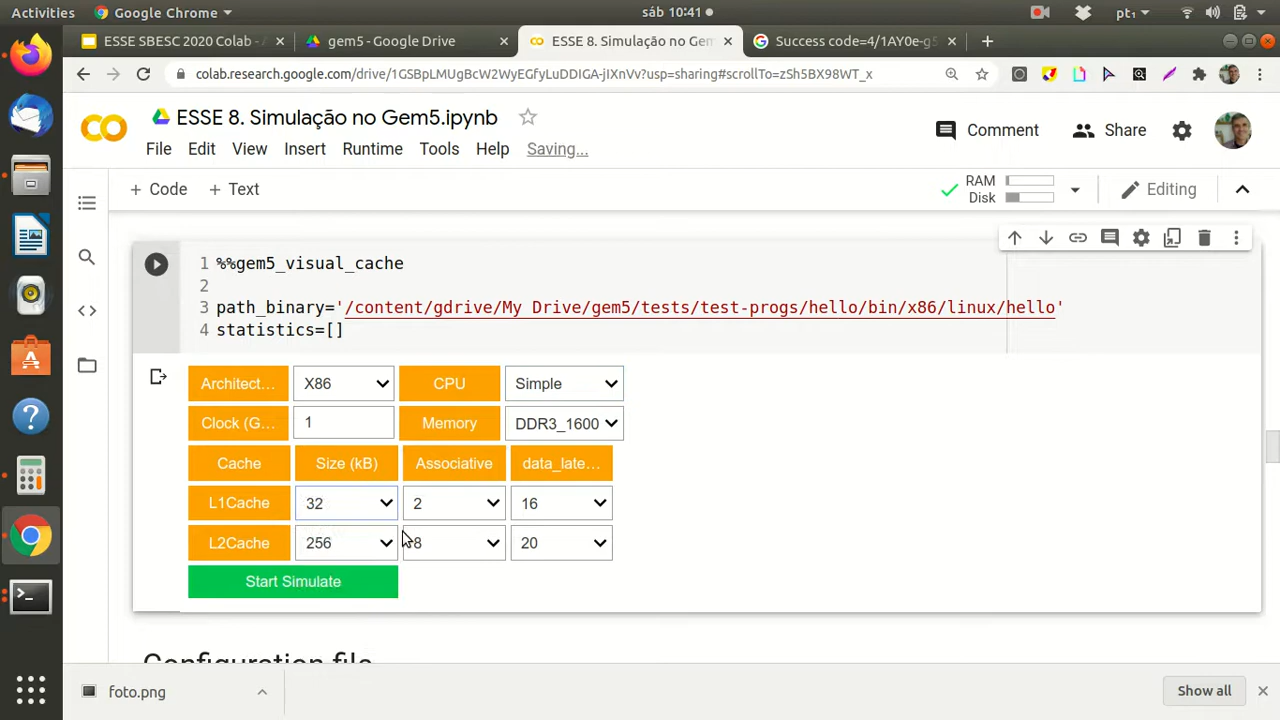 Activities Google Chrome sáb 10:41 pt1
ESSE SBESC 2020 Colab - A
gem5 - Google Drive
ESSE 8. Simulação no Gem
Success code=4/1AY0e-g5
colab.research.google.com/drive/1GSBpLMUgBcW2WyEGfyLuDDIGA-jIXnVv?usp=sharing#scrollTo=zSh5BX98WT_x
ESSE 8. Simulação no Gem5.ipynb
Comment
Share
File Edit View Insert Runtime Tools Help Saving...
+ Code + Text
RAM
Disk
Editing
1 %%gem5_visual_cache
2
3 path_binary='/content/gdrive/My Drive/gem5/tests/test-progs/hello/bin/x86/linux/hello'
4 statistics=[]
Architect... X86 CPU Simple
Clock (G... 1 Memory DDR3_1600
Cache Size (kB) Associative data_late...
L1Cache 32 2 16
L2Cache 256 8 20
Start Simulate
Configuration file
foto.png
Show all